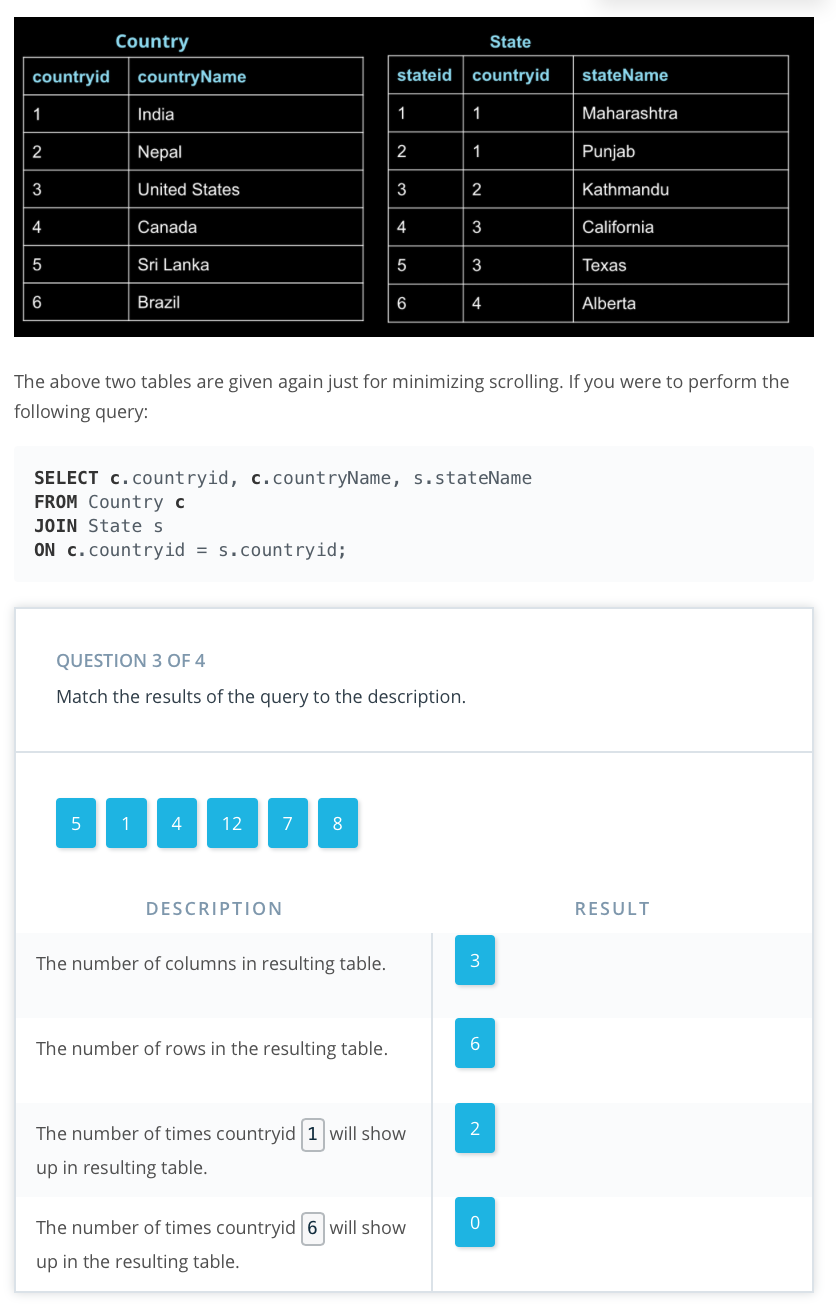 Country
State
countryid countryName
stateid countryid stateName
1 India
1 1 Maharashtra
2 Nepal
2 1 Punjab
3 United States
3 2 Kathmandu
4 Canada
4 3 California
5 Sri Lanka
5 3 Texas
6 Brazil
6 4 Alberta
The above two tables are given again just for minimizing scrolling. If you were to perform the
following query:
SELECT c.countryid, c.countryName, s.stateName
FROM Country c
JOIN State s
ON c.countryid = s.countryid;
QUESTION 3 OF 4
Match the results of the query to the description.
5 1 4 12 7 8
DESCRIPTION RESULT
The number of columns in resulting table. 3
The number of rows in the resulting table. 6
The number of times countryid 1 will show 2
up in resulting table.
The number of times countryid 6 will show 0
up in the resulting table.